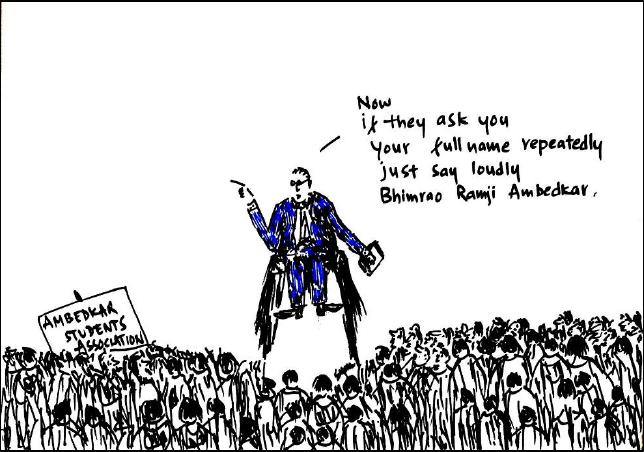 Now
if they ask you
your full name repeatedly
just say loudly
Bhimrao Ramji Ambedkar.
AMBEDKAR
STUDENTS
ASSOCIATION